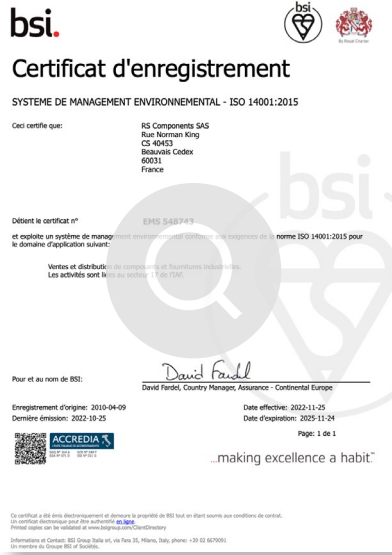 bsi.
bsi
By Royal Charter
Certificat d'enregistrement
SYSTEME DE MANAGEMENT ENVIRONNEMENTAL - ISO 14001:2015
Ceci certifie que:
RS Components SAS
Rue Norman King
CS 40453
Beauvais Cedex
60031
France
Détient le certificat n°
EMS 548743
et exploite un système de management environnemental conforme aux exigences de la norme ISO 14001:2015 pour
le domaine d'application suivant:
Ventes et distribution de composants et fournitures industrielles.
Les activités sont liées au secteur 17 de l'IAF.
bsi
Pour et au nom de BSI:
David Fardel
David Fardel, Country Manager, Assurance - Continental Europe
Enregistrement d'origine: 2010-04-09
Date effective: 2022-11-25
Dernière émission: 2022-10-25
Date d'expiration: 2025-11-24
Page: 1 de 1
ACCREDIA
...making excellence a habit.
Ce certificat a été émis électroniquement et demeure la propriété de BSI tout en étant soumis aux conditions de contrat.
Un certificat électronique peut être authentifié en ligne.
Printed copies can be validated at www.bsigroup.com/ClientDirectory
Informations et Contact: BSI Group Italia srl, via Fara 35, Milano, Italy, phone: +39 02 6679091
Un membre du Groupe BSI of Sociétés.